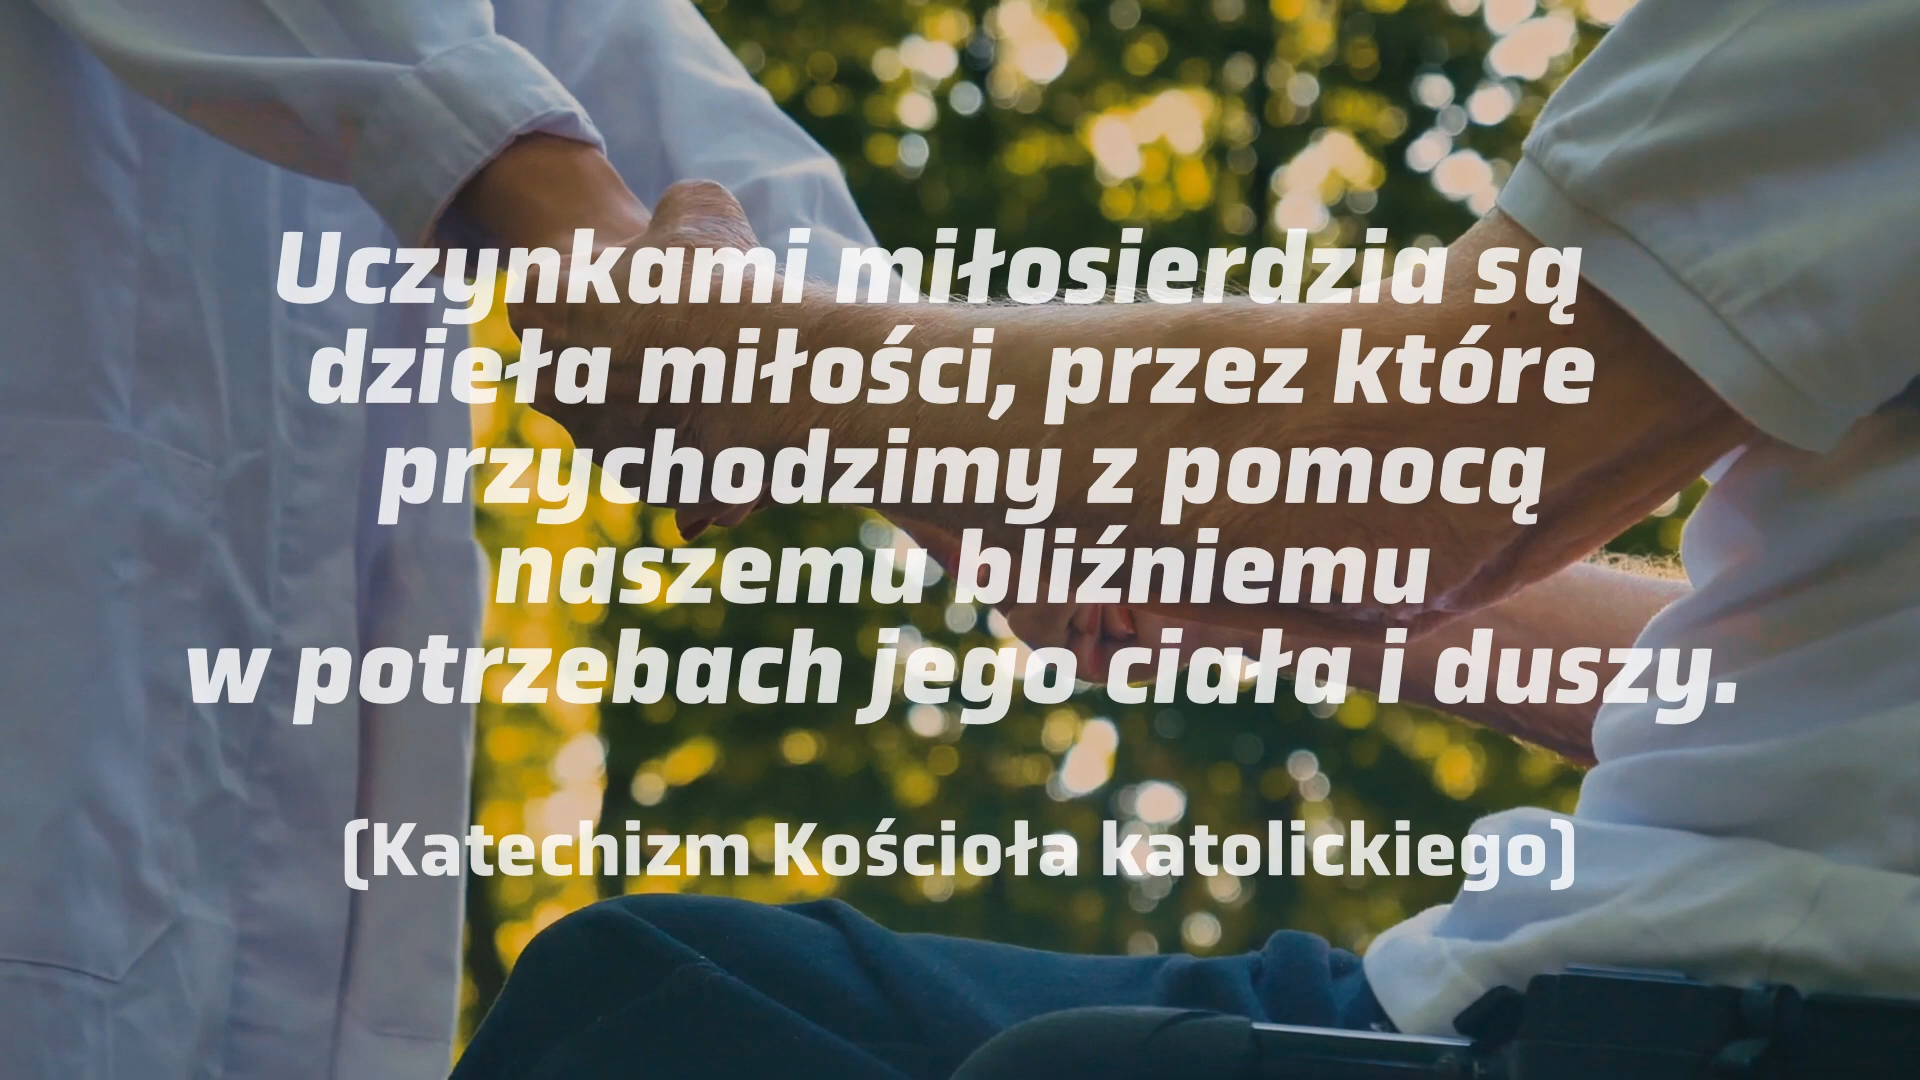 Uczynkami miłosierdzia są
dzieła miłości, przez które
przychodzimy z pomocą
naszemu bliźniemu
w potrzebach jego ciała i duszy.
(Katechizm Kościoła katolickiego)